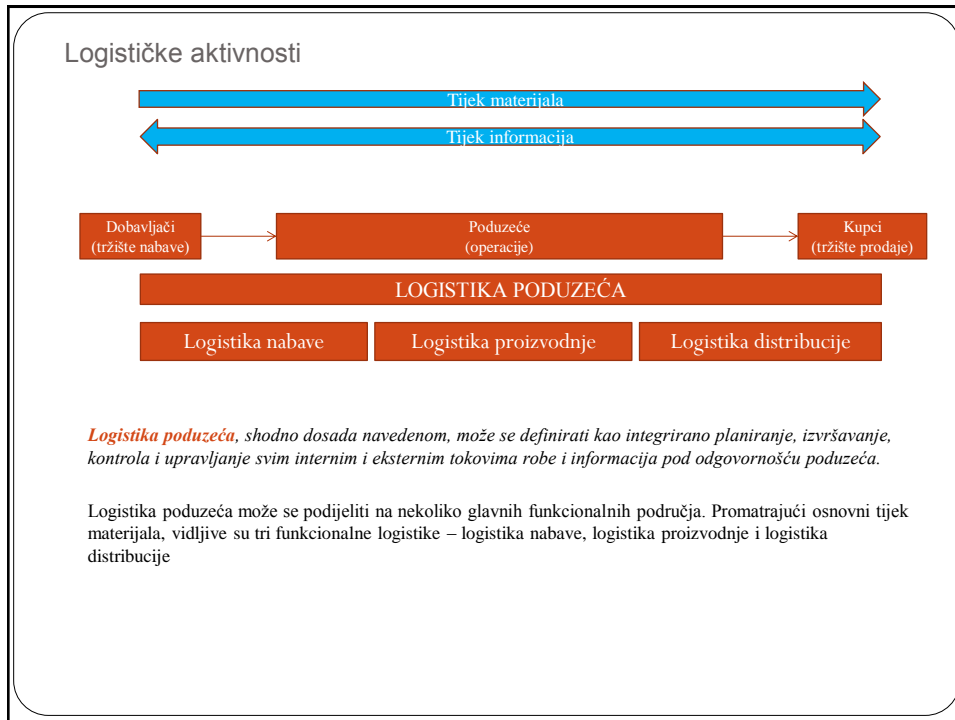 Logističke aktivnosti
Tijek materijala
Tijek informacija
Dobavljači
(tržište nabave)
Poduzeće
(operacije)
Kupci
(tržište prodaje)
LOGISTIKA PODUZEĆA
Logistika nabave
Logistika proizvodnje
Logistika distribucije
Logistika poduzeća, shodno dosada navedenom, može se definirati kao integrirano planiranje, izvršavanje,
kontrola i upravljanje svim internim i eksternim tokovima robe i informacija pod odgovornošću poduzeća.
Logistika poduzeća može se podijeliti na nekoliko glavnih funkcionalnih područja. Promatrajući osnovni tijek
materijala, vidljive su tri funkcionalne logistike – logistika nabave, logistika proizvodnje i logistika
distribucije